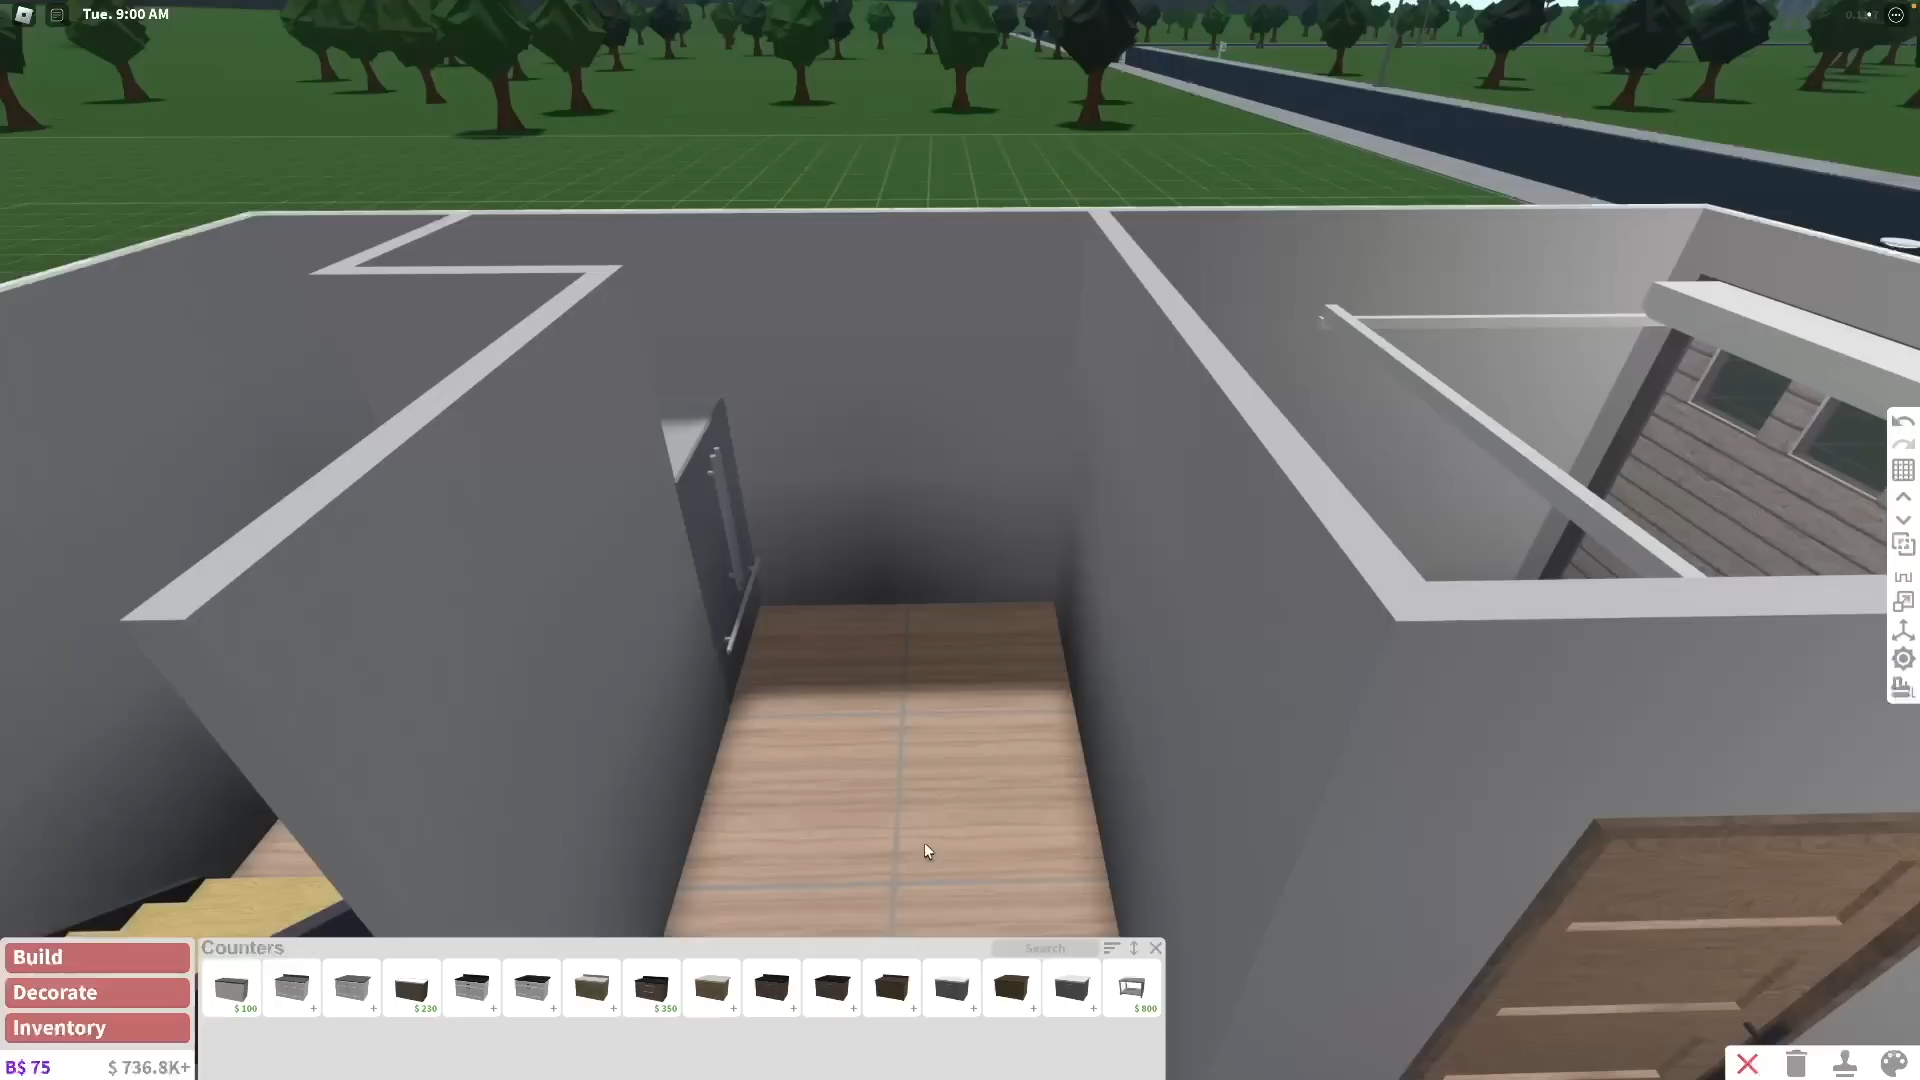 Tue. 9:00 AM
Build
Decorate
Inventory
B$ 75
$ 736.8K+
Counters
Search
$ 100
+
+
$ 230
+
+
+
$ 350
+
+
+
+
+
+
+
$ 800